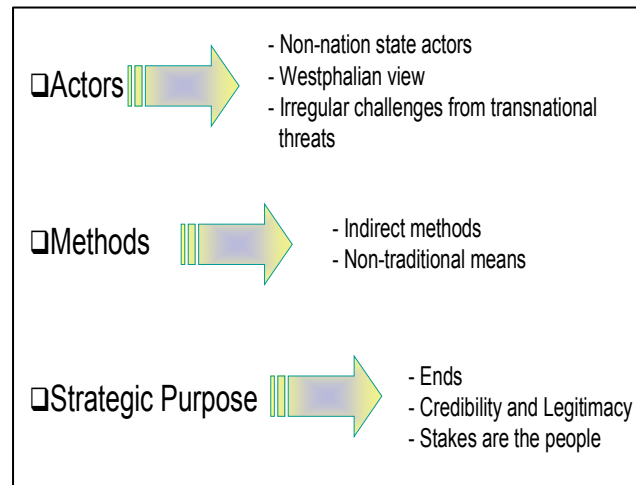 ❑Actors
- Non-nation state actors
- Westphalian view
- Irregular challenges from transnational
threats
❑Methods
- Indirect methods
- Non-traditional means
❑Strategic Purpose
- Ends
- Credibility and Legitimacy
- Stakes are the people